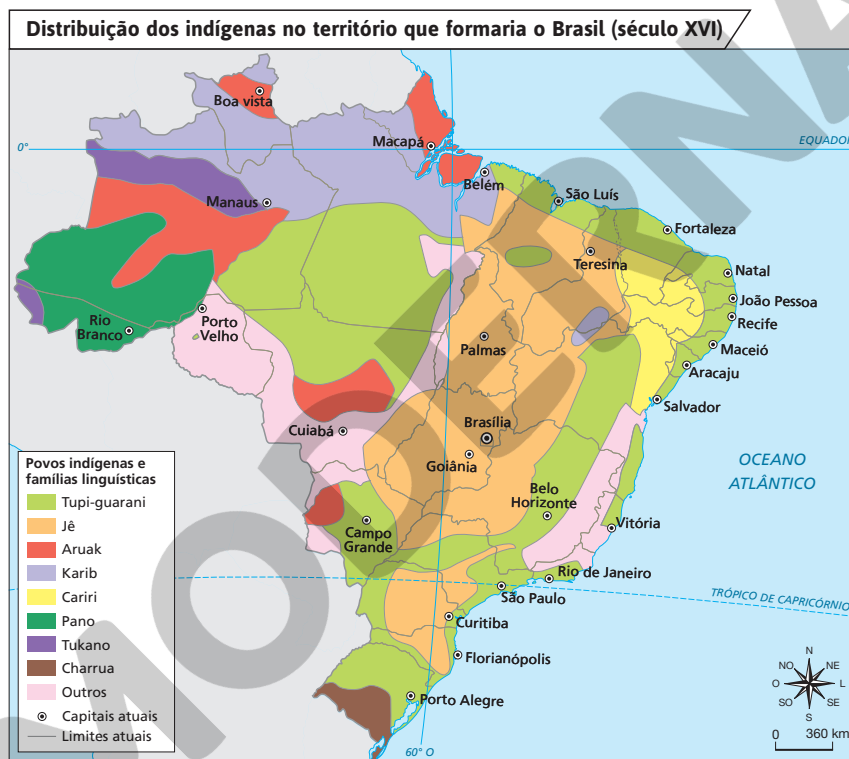 Distribuição dos indígenas no território que formaria o Brasil (século XVI)
Boa vista
Macapá
0°
EQUADOR
Belém
São Luís
Manaus
Fortaleza
Teresina
Natal
João Pessoa
Recife
Rio
Branco
Porto
Velho
Palmas
Maceió
Aracaju
Salvador
Cuiabá
Brasília
Goiânia
OCEANO
ATLÂNTICO
Povos indígenas e
famílias linguísticas
Tupi-guarani
Jê
Aruak
Karib
Cariri
Pano
Tukano
Charrua
Outros
Capitais atuais
Limites atuais
Belo
Horizonte
Campo
Grande
Vitória
Rio de Janeiro
São Paulo
TRÓPICO DE CAPRICÓRNIO
Curitiba
Florianópolis
Porto Alegre
60° O
N
NO
NE
O
L
SO
SE
S
0 360 km
MODERNA